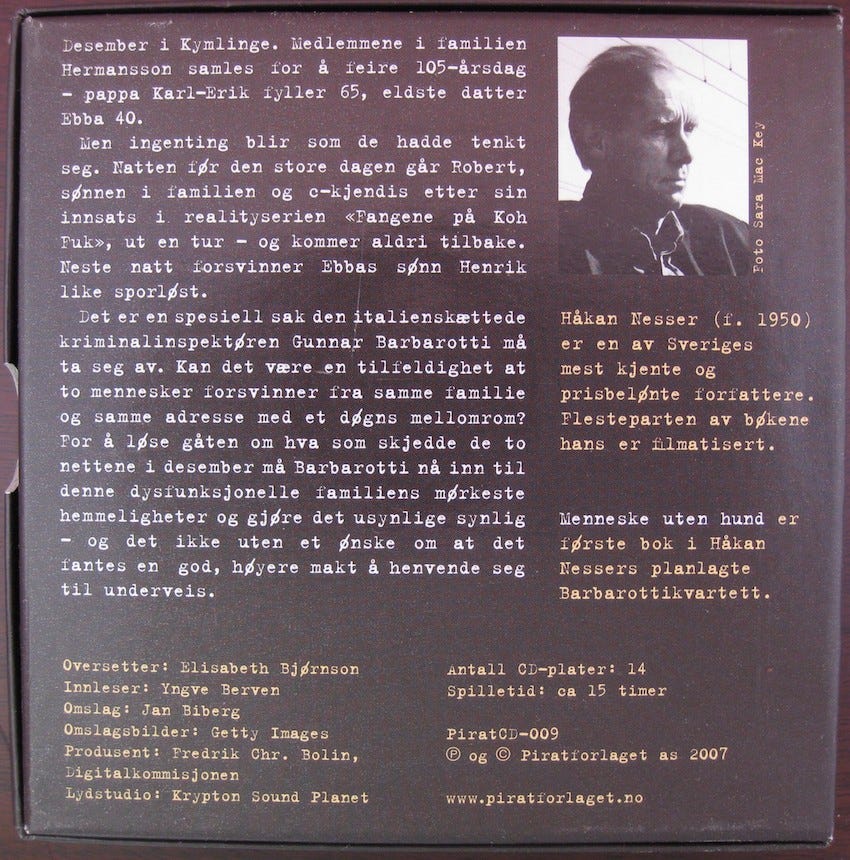 Desember i Kymlinge. Medlemmene i familien
Hermansson samles for å feire 105-årsdag
– pappa Karl-Erik fyller 65, eldste datter
Ebba 40.
Men ingenting blir som de hadde tenkt
seg. Natten før den store dagen går Robert,
sønnen i familien og c-kjendis etter sin
innsats i realityserien «Fangene på Koh
Fuk», ut en tur – og kommer aldri tilbake.
Neste natt forsvinner Ebbas sønn Henrik
like sporløst.
Det er en spesiell sak den italienskættede
kriminalinspektøren Gunnar Barbarotti må
ta seg av. Kan det være en tilfeldighet at
to mennesker forsvinner fra samme familie
og samme adresse med et døgns mellomrom?
For å løse gåten om hva som skjedde de to
nettene i desember må Barbarotti nå inn til
denne dysfunksjonelle familiens mørkeste
hemmeligheter og gjøre det usynlige synlig
– og det ikke uten et ønske om at det
fantes en god, høyere makt å henvende seg
til underveis.
Foto Sara Mac Key
Håkan Nesser (f. 1950)
er en av Sveriges
mest kjente og
prisbelønte forfattere.
Flesteparten av bøkene
hans er filmatisert.
Menneske uten hund er
første bok i Håkan
Nessers planlagte
Barbarottikvartett.
Oversetter: Elisabeth Bjørnson
Innleser: Yngve Berven
Omslag: Jan Biberg
Omslagsbilder: Getty Images
Produsent: Fredrik Chr. Bolin,
Digitalkommisjonen
Lydstudio: Krypton Sound Planet
Antall CD-plater: 14
Spilletid: ca 15 timer
PiratCD-009
℗ og © Piratforlaget as 2007
www.piratforlaget.no